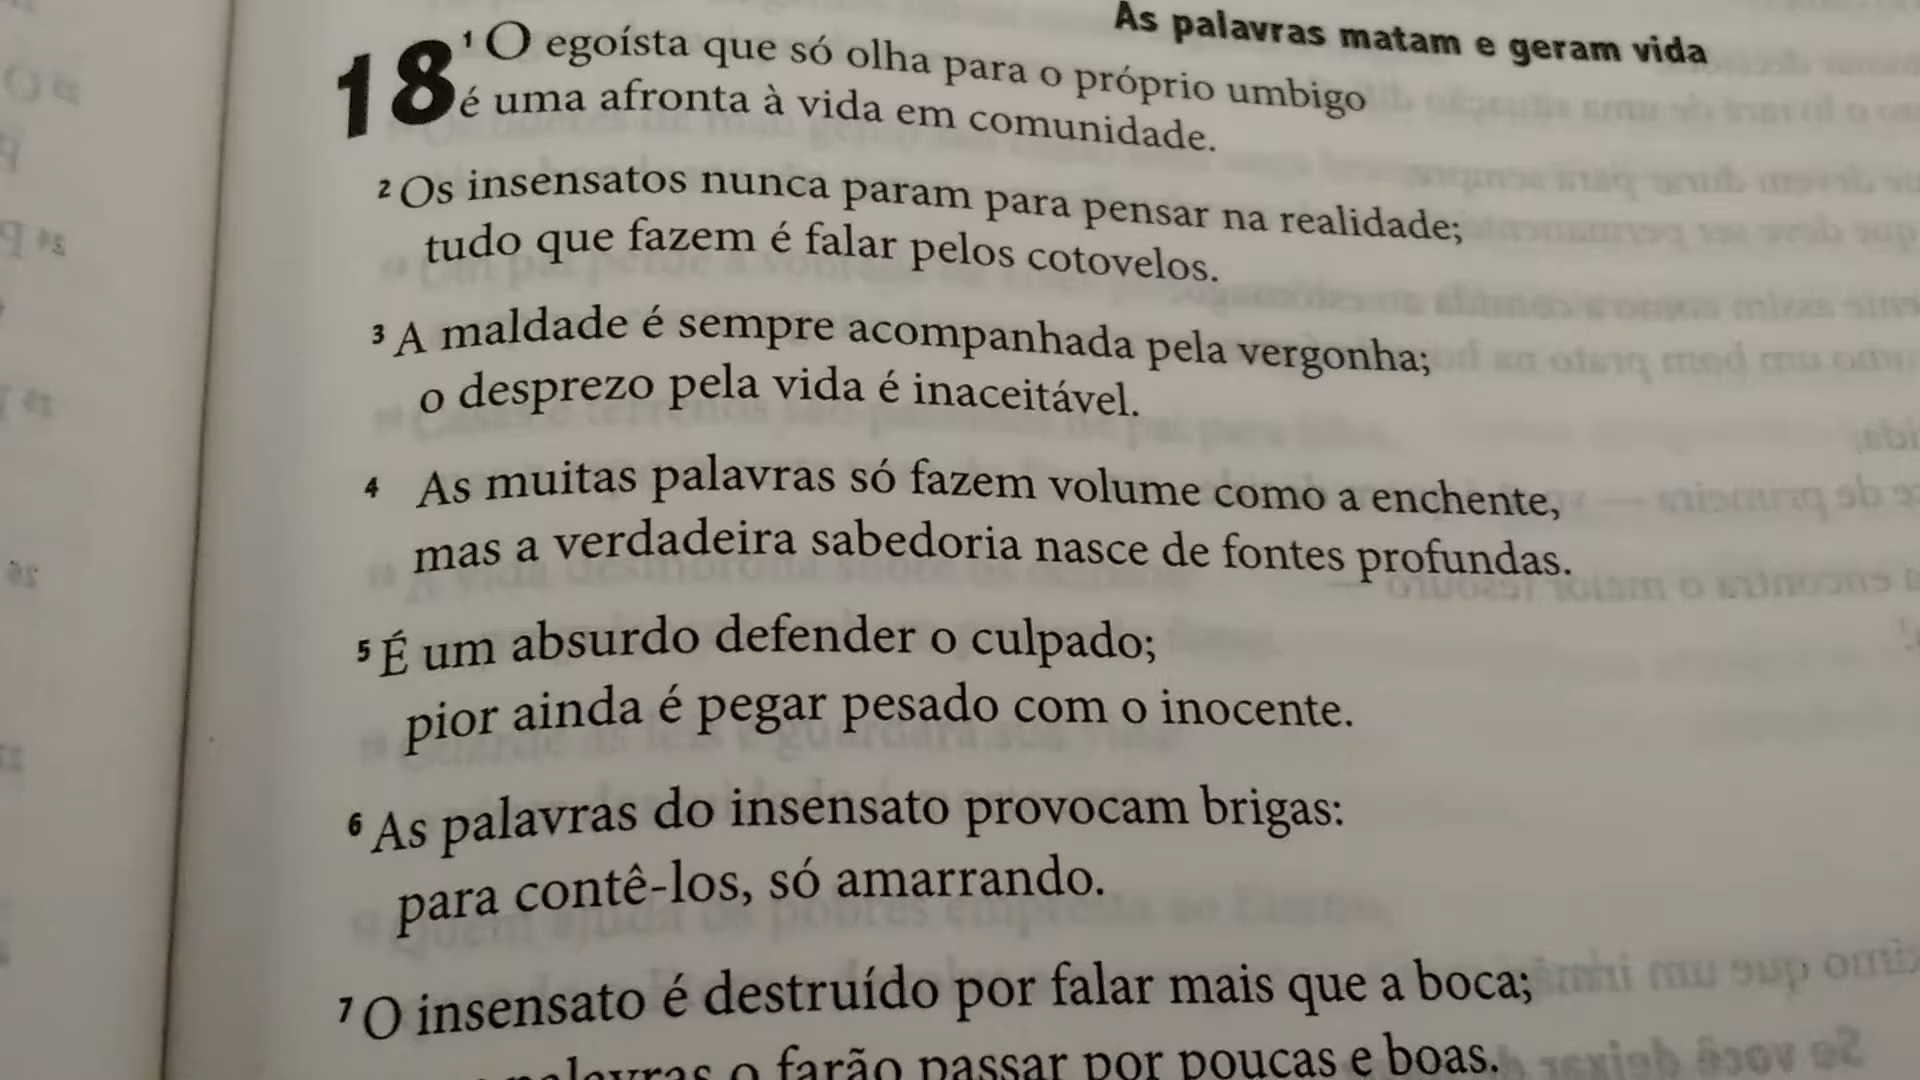 As palavras matam e geram vida
18 1 O egoísta que só olha para o próprio umbigo
é uma afronta à vida em comunidade.
2 Os insensatos nunca param para pensar na realidade;
tudo que fazem é falar pelos cotovelos.
3 A maldade é sempre acompanhada pela vergonha;
o desprezo pela vida é inaceitável.
4 As muitas palavras só fazem volume como a enchente,
mas a verdadeira sabedoria nasce de fontes profundas.
5 É um absurdo defender o culpado;
pior ainda é pegar pesado com o inocente.
6 As palavras do insensato provocam brigas:
para contê-los, só amarrando.
7 O insensato é destruído por falar mais que a boca;
palavras o farão passar por poucas e boas.